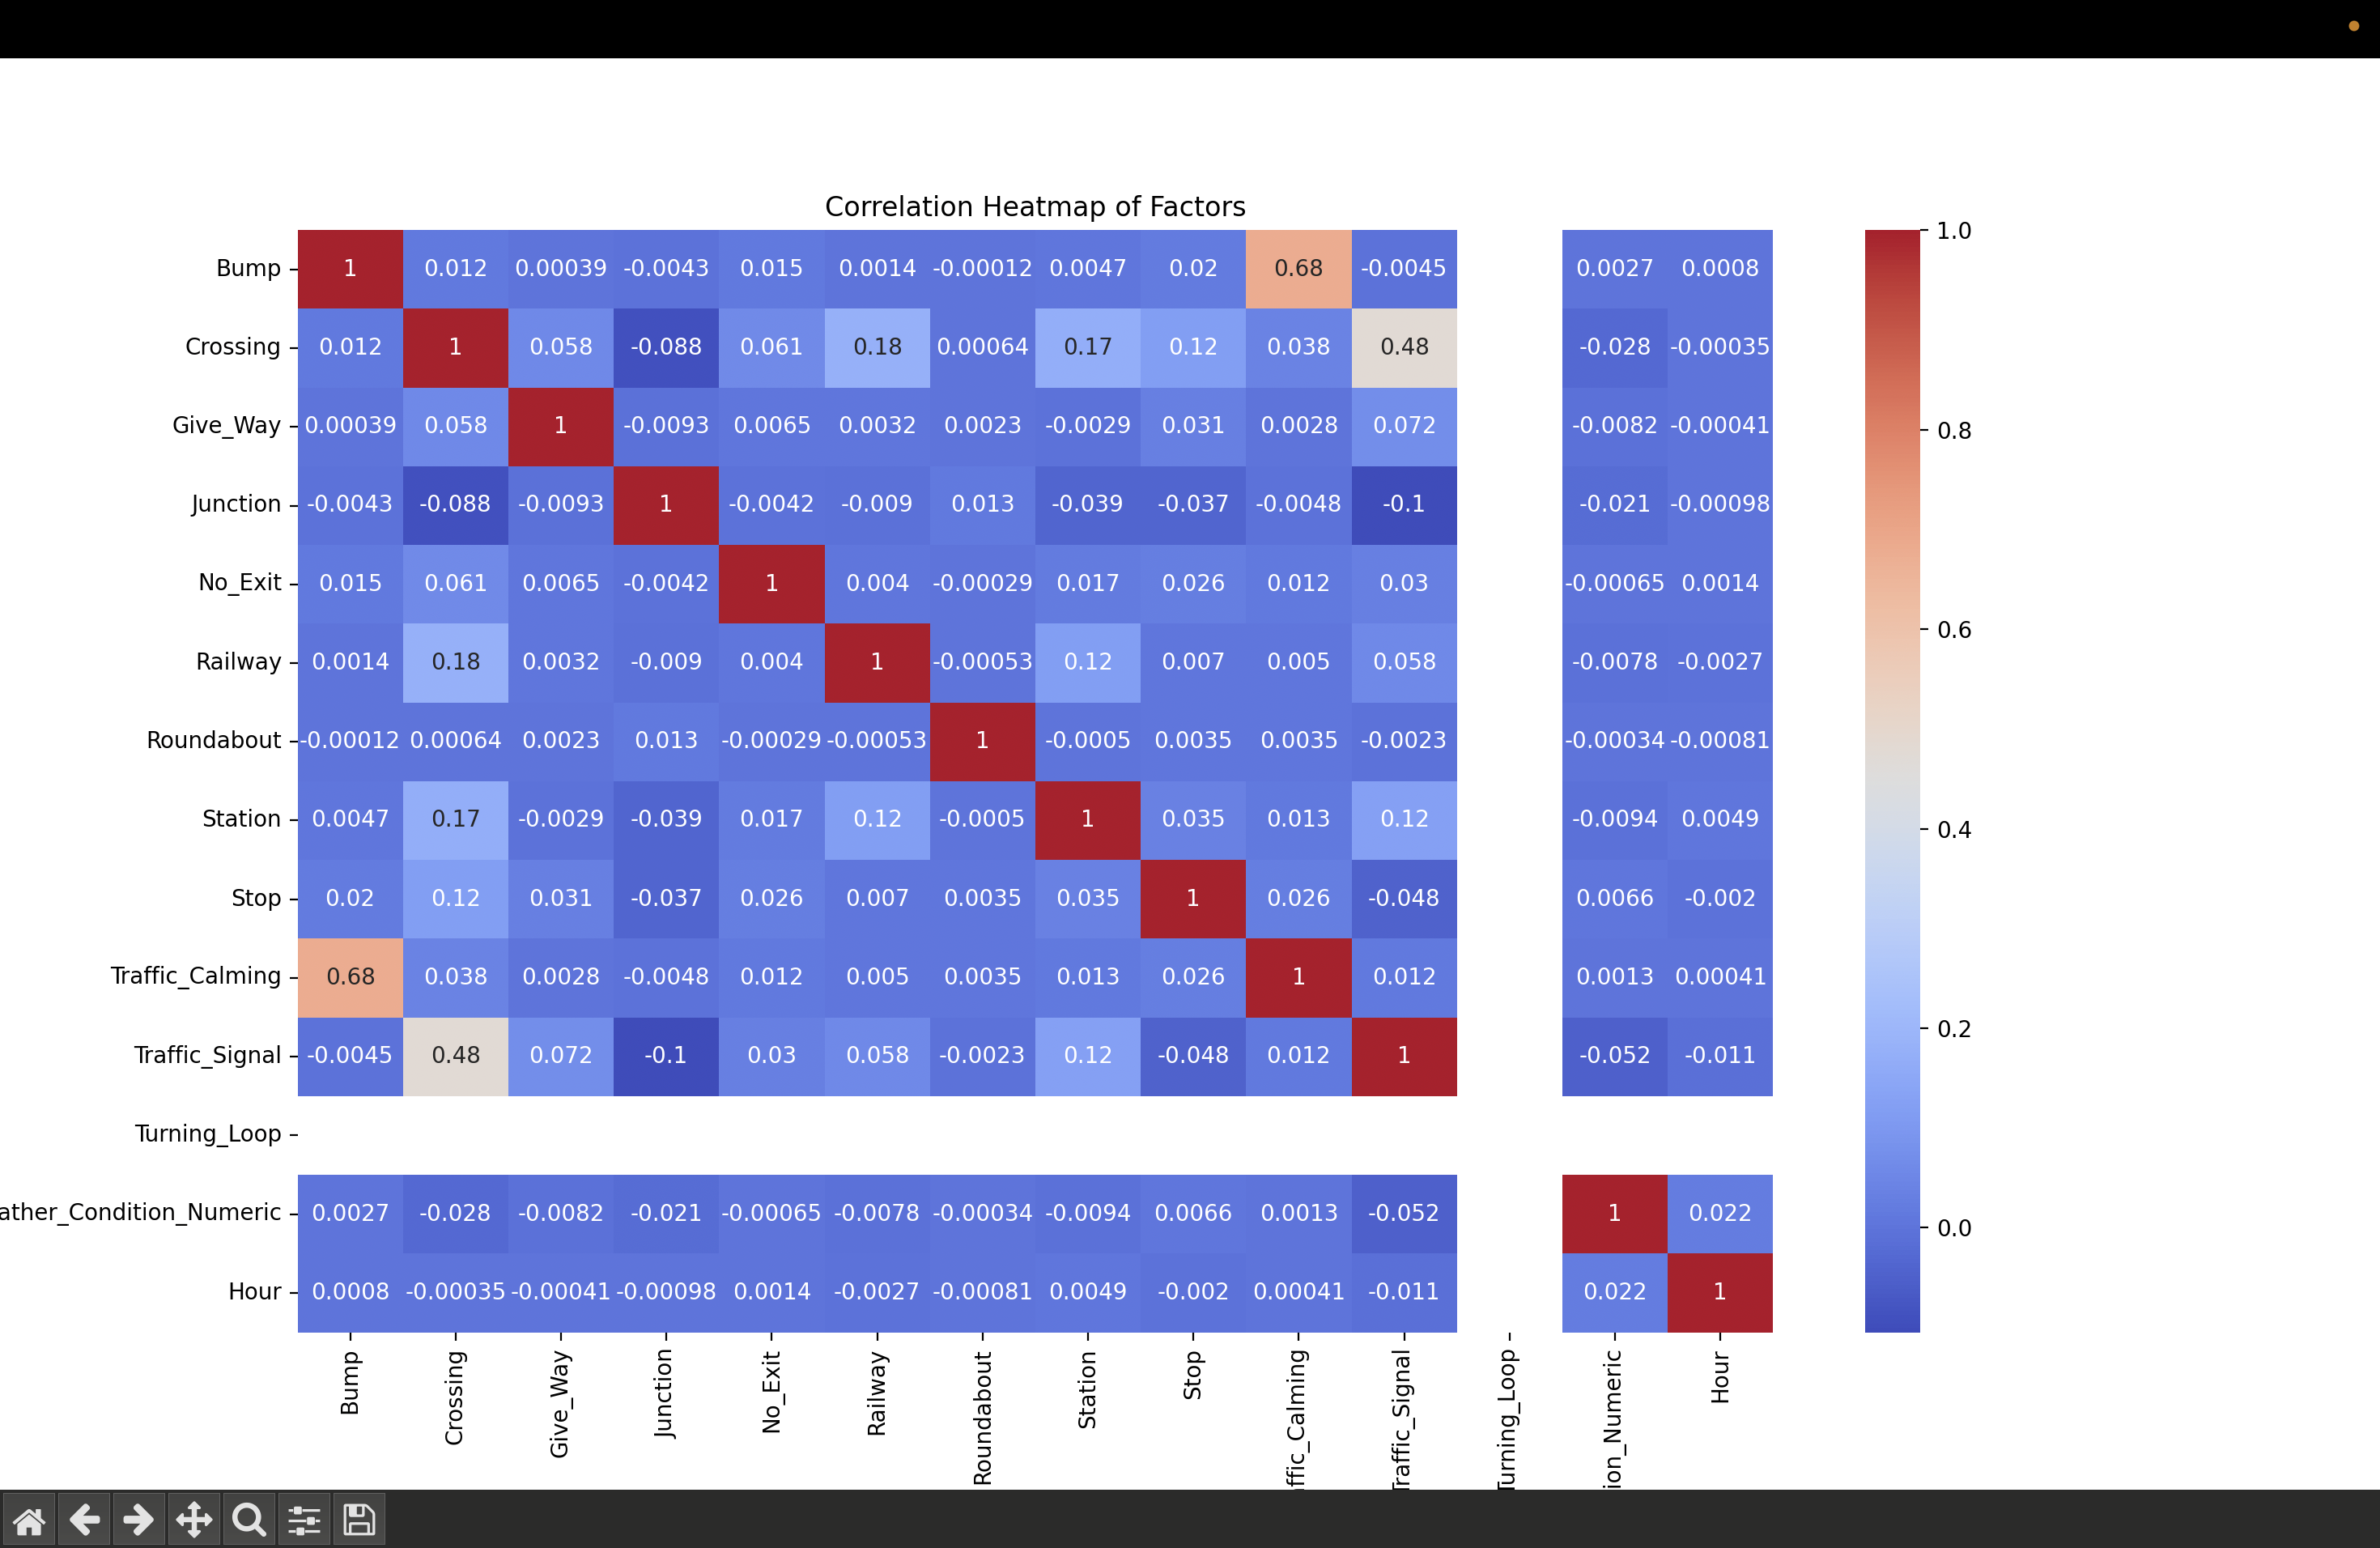 Correlation Heatmap of Factors
Bump 1 0.012 0.00039 -0.0043 0.015 0.0014 -0.00012 0.0047 0.02 0.68 -0.0045 0.0027 0.0008 1.0
Crossing 0.012 1 0.058 -0.088 0.061 0.18 0.00064 0.17 0.12 0.038 0.48 -0.028 -0.00035
Give_Way 0.00039 0.058 1 -0.0093 0.0065 0.0032 0.0023 -0.0029 0.031 0.0028 0.072 -0.0082 -0.00041 0.8
Junction -0.0043 -0.088 -0.0093 1 -0.0042 -0.009 0.013 -0.039 -0.037 -0.0048 -0.1 -0.021 -0.00098
No_Exit 0.015 0.061 0.0065 -0.0042 1 0.004 -0.00029 0.017 0.026 0.012 0.03 -0.00065 0.0014 0.6
Railway 0.0014 0.18 0.0032 -0.009 0.004 1 -0.00053 0.12 0.007 0.005 0.058 -0.0078 -0.0027
Roundabout -0.00012 0.00064 0.0023 0.013 -0.00029 -0.00053 1 -0.0005 0.0035 0.0035 -0.0023 -0.00034 -0.00081
Station 0.0047 0.17 -0.0029 -0.039 0.017 0.12 -0.0005 1 0.035 0.013 0.12 -0.0094 0.0049 0.4
Stop 0.02 0.12 0.031 -0.037 0.026 0.007 0.0035 0.035 1 0.026 -0.048 0.0066 -0.002
Traffic_Calming 0.68 0.038 0.0028 -0.0048 0.012 0.005 0.0035 0.013 0.026 1 0.012 0.0013 0.00041
Traffic_Signal -0.0045 0.48 0.072 -0.1 0.03 0.058 -0.0023 0.12 -0.048 0.012 1 -0.052 -0.011 0.2
Turning_Loop
ather_Condition_Numeric 0.0027 -0.028 -0.0082 -0.021 -0.00065 -0.0078 -0.00034 -0.0094 0.0066 0.0013 -0.052 1 0.022 0.0
Hour 0.0008 -0.00035 -0.00041 -0.00098 0.0014 -0.0027 -0.00081 0.0049 -0.002 0.00041 -0.011 0.022 1
Bump Crossing Give_Way Junction No_Exit Railway Roundabout Station Stop ffic_Calming Traffic_Signal Turning_Loop ion_Numeric Hour